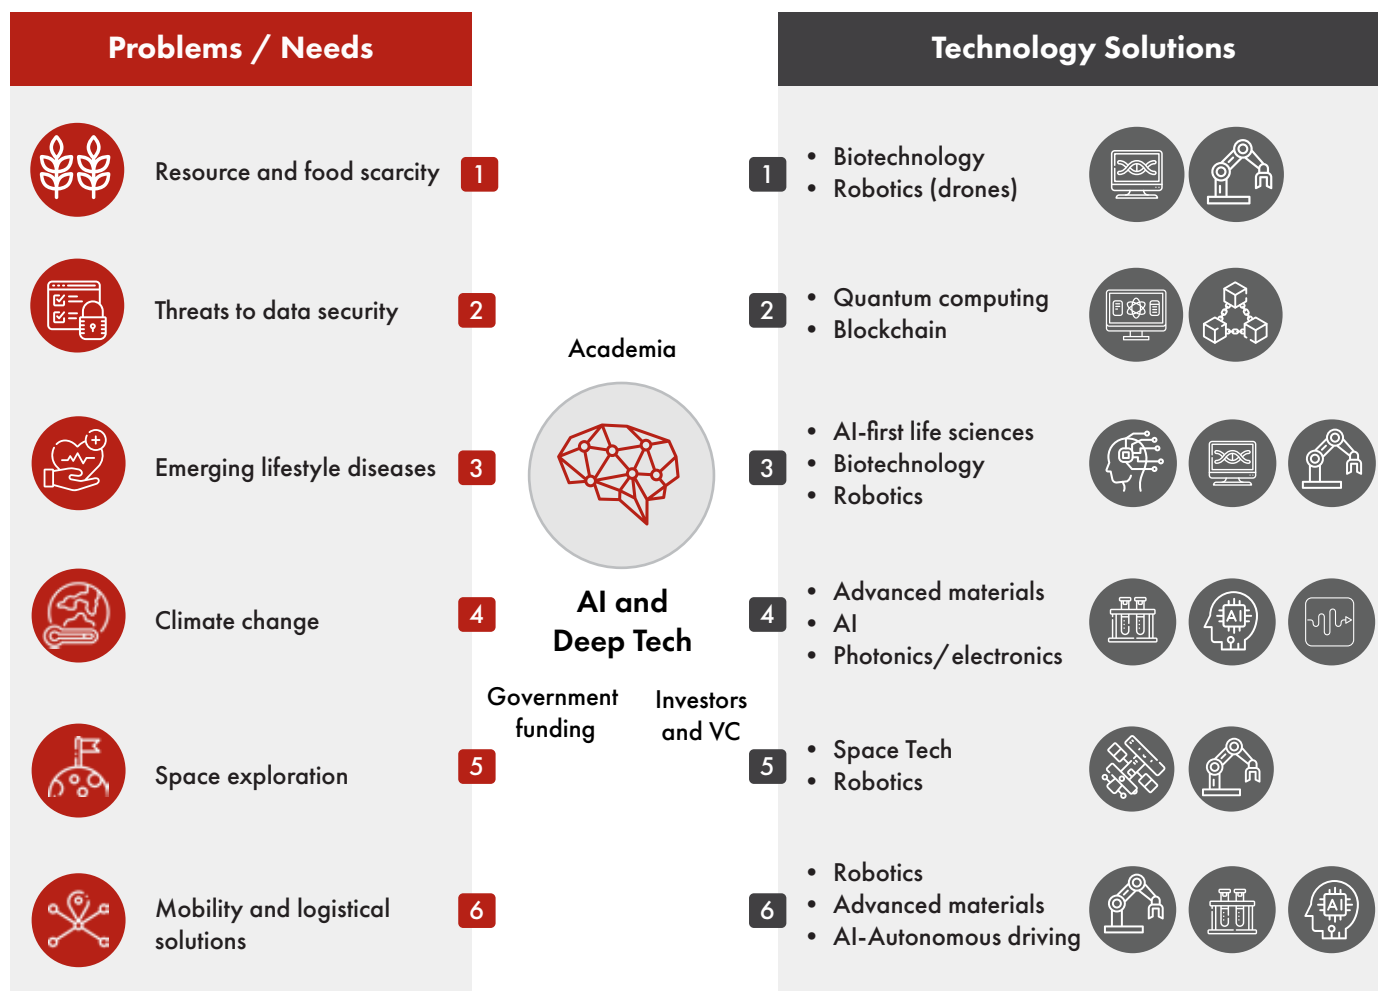 Problems / Needs
Resource and food scarcity 1
Threats to data security 2
Emerging lifestyle diseases 3
Climate change 4
Space exploration 5
Mobility and logistical
solutions
6
Academia
AI and
Deep Tech
Government
funding
Investors
and VC
Technology Solutions
1
• Biotechnology
• Robotics (drones)
2
• Quantum computing
• Blockchain
3
• AI-first life sciences
• Biotechnology
• Robotics
4
• Advanced materials
• AI
• Photonics/electronics
AI
5
• Space Tech
• Robotics
6
• Robotics
• Advanced materials
• AI-Autonomous driving
AI